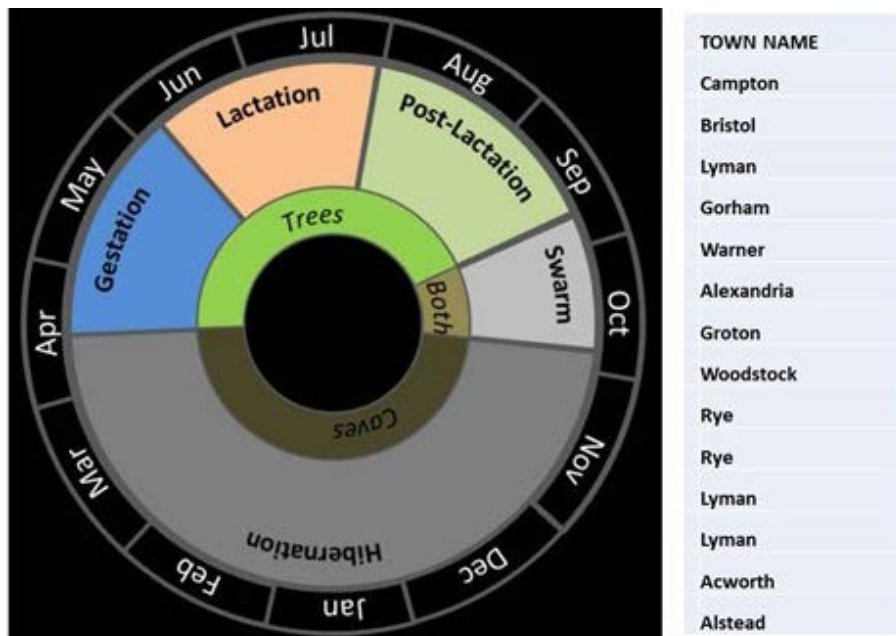 Jan
Feb
Mar
Apr
May
Jun
Jul
Aug
Sep
Oct
Nov
Dec
Gestation
Lactation
Post-Lactation
Swarm
Hibernation
Trees
Both
Caves
TOWN NAME
Campton
Bristol
Lyman
Gorham
Warner
Alexandria
Groton
Woodstock
Rye
Rye
Lyman
Lyman
Acworth
Alstead